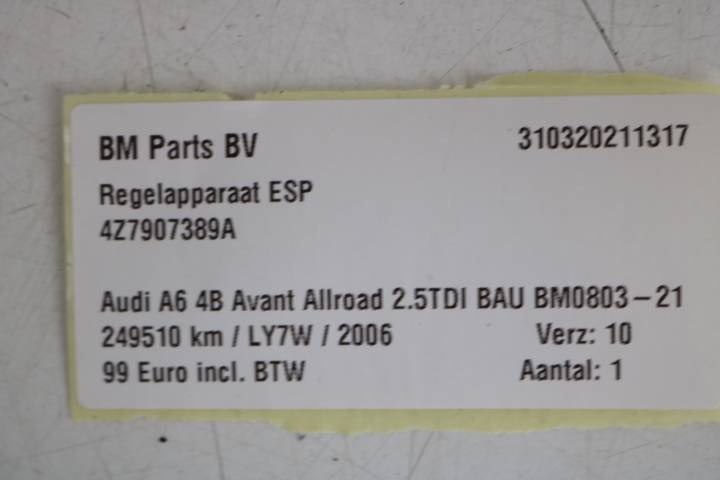 BM Parts BV 310320211317
Regelapparaat ESP
4Z7907389A
Audi A6 4B Avant Allroad 2.5TDI BAU BM0803-21
249510 km / LY7W / 2006 Verz: 10
99 Euro incl. BTW Aantal: 1